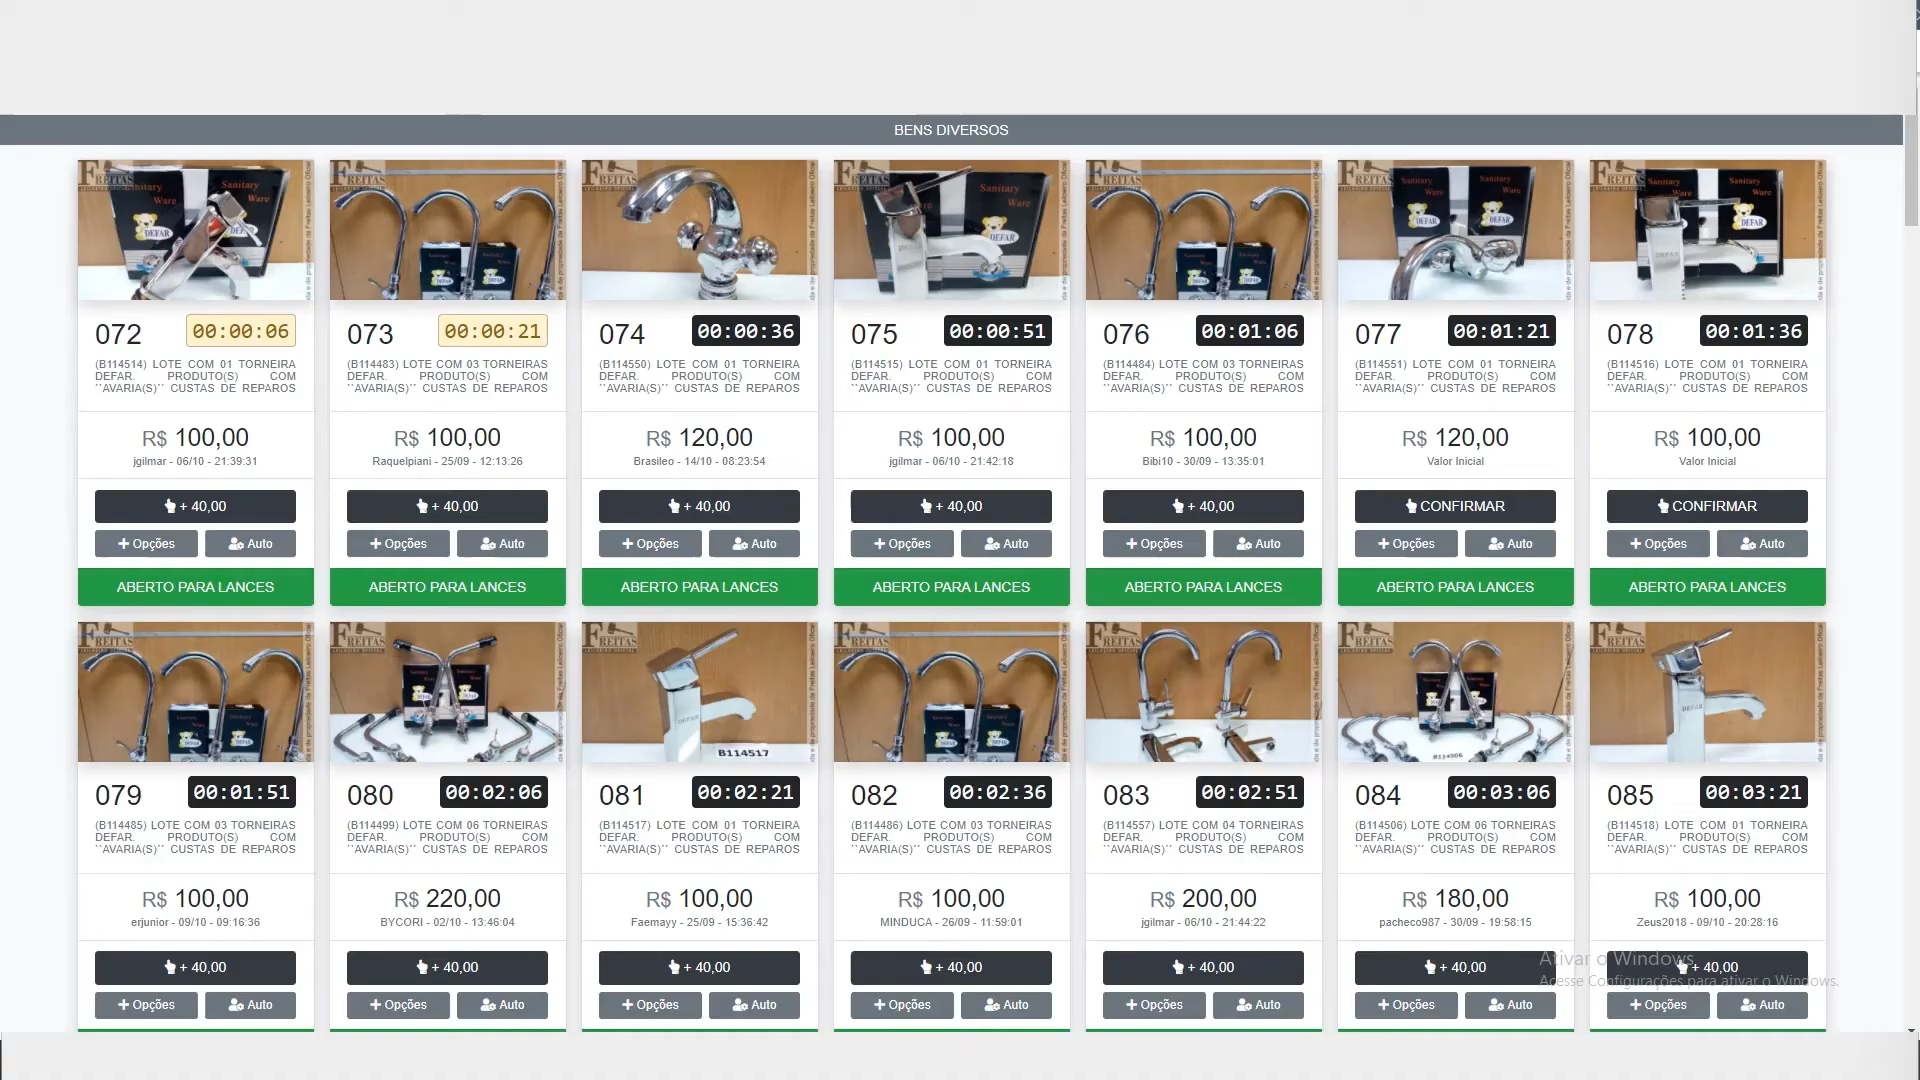 BENS DIVERSOS
FREITAS
072 00:00:06
(B114514) LOTE COM 01 TORNEIRA
DEFAR. PRODUTO(S) COM
``AVARIA(S)´´ CUSTAS DE REPAROS
R$ 100,00
jgilmar - 06/10 - 21:39:31
+ 40,00
Opções Auto
ABERTO PARA LANCES
FREITAS
073 00:00:21
(B114483) LOTE COM 03 TORNEIRAS
DEFAR. PRODUTO(S) COM
``AVARIA(S)´´ CUSTAS DE REPAROS
R$ 100,00
Raquelpiani - 25/09 - 12:13:26
+ 40,00
Opções Auto
ABERTO PARA LANCES
FREITAS
074 00:00:36
(B114550) LOTE COM 01 TORNEIRA
DEFAR. PRODUTO(S) COM
``AVARIA(S)´´ CUSTAS DE REPAROS
R$ 120,00
Brasileo - 14/10 - 08:23:54
+ 40,00
Opções Auto
ABERTO PARA LANCES
FREITAS
075 00:00:51
(B114515) LOTE COM 01 TORNEIRA
DEFAR. PRODUTO(S) COM
``AVARIA(S)´´ CUSTAS DE REPAROS
R$ 100,00
jgilmar - 06/10 - 21:42:18
+ 40,00
Opções Auto
ABERTO PARA LANCES
FREITAS
076 00:01:06
(B114484) LOTE COM 03 TORNEIRAS
DEFAR. PRODUTO(S) COM
``AVARIA(S)´´ CUSTAS DE REPAROS
R$ 100,00
Bibi10 - 30/09 - 13:35:01
+ 40,00
Opções Auto
ABERTO PARA LANCES
FREITAS
077 00:01:21
(B114551) LOTE COM 01 TORNEIRA
DEFAR. PRODUTO(S) COM
``AVARIA(S)´´ CUSTAS DE REPAROS
R$ 120,00
Valor Inicial
CONFIRMAR
Opções Auto
ABERTO PARA LANCES
FREITAS
078 00:01:36
(B114516) LOTE COM 01 TORNEIRA
DEFAR. PRODUTO(S) COM
``AVARIA(S)´´ CUSTAS DE REPAROS
R$ 100,00
Valor Inicial
CONFIRMAR
Opções Auto
ABERTO PARA LANCES
FREITAS
079 00:01:51
(B114485) LOTE COM 03 TORNEIRAS
DEFAR. PRODUTO(S) COM
``AVARIA(S)´´ CUSTAS DE REPAROS
R$ 100,00
erjunior - 09/10 - 09:16:36
+ 40,00
Opções Auto
FREITAS
080 00:02:06
(B114499) LOTE COM 06 TORNEIRAS
DEFAR. PRODUTO(S) COM
``AVARIA(S)´´ CUSTAS DE REPAROS
R$ 220,00
BYCORI - 02/10 - 13:46:04
+ 40,00
Opções Auto
FREITAS
B114517
081 00:02:21
(B114517) LOTE COM 01 TORNEIRA
DEFAR. PRODUTO(S) COM
``AVARIA(S)´´ CUSTAS DE REPAROS
R$ 100,00
Faemayy - 25/09 - 15:36:42
+ 40,00
Opções Auto
FREITAS
082 00:02:36
(B114486) LOTE COM 03 TORNEIRAS
DEFAR. PRODUTO(S) COM
``AVARIA(S)´´ CUSTAS DE REPAROS
R$ 100,00
MINDUCA - 26/09 - 11:59:01
+ 40,00
Opções Auto
FREITAS
083 00:02:51
(B114557) LOTE COM 04 TORNEIRAS
DEFAR. PRODUTO(S) COM
``AVARIA(S)´´ CUSTAS DE REPAROS
R$ 200,00
jgilmar - 06/10 - 21:44:22
+ 40,00
Opções Auto
FREITAS
B114506
084 00:03:06
(B114506) LOTE COM 06 TORNEIRAS
DEFAR. PRODUTO(S) COM
``AVARIA(S)´´ CUSTAS DE REPAROS
R$ 180,00
pacheco987 - 30/09 - 19:58:15
+ 40,00
Opções Auto
FREITAS
085 00:03:21
(B114518) LOTE COM 01 TORNEIRA
DEFAR. PRODUTO(S) COM
``AVARIA(S)´´ CUSTAS DE REPAROS
R$ 100,00
Zeus2018 - 09/10 - 20:28:16
+ 40,00
Opções Auto
Ativar o Windows
Acesse Configurações para ativar o Windows.